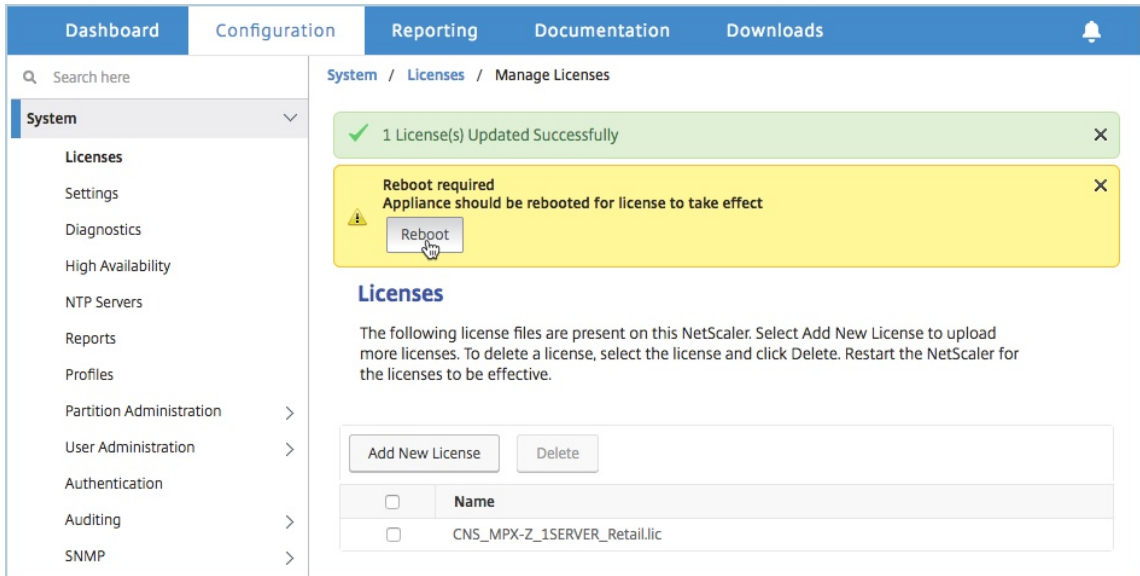 Dashboard
Configuration
Reporting
Documentation
Downloads
Search here
System
Licenses
Settings
Diagnostics
High Availability
NTP Servers
Reports
Profiles
Partition Administration
User Administration
Authentication
Auditing
SNMP
System / Licenses / Manage Licenses
1 License(s) Updated Successfully
Reboot required
Appliance should be rebooted for license to take effect
Reboot
Licenses
The following license files are present on this NetScaler. Select Add New License to upload
more licenses. To delete a license, select the license and click Delete. Restart the NetScaler for
the licenses to be effective.
Add New License
Delete
Name
CNS_MPX-Z_1SERVER_Retail.lic